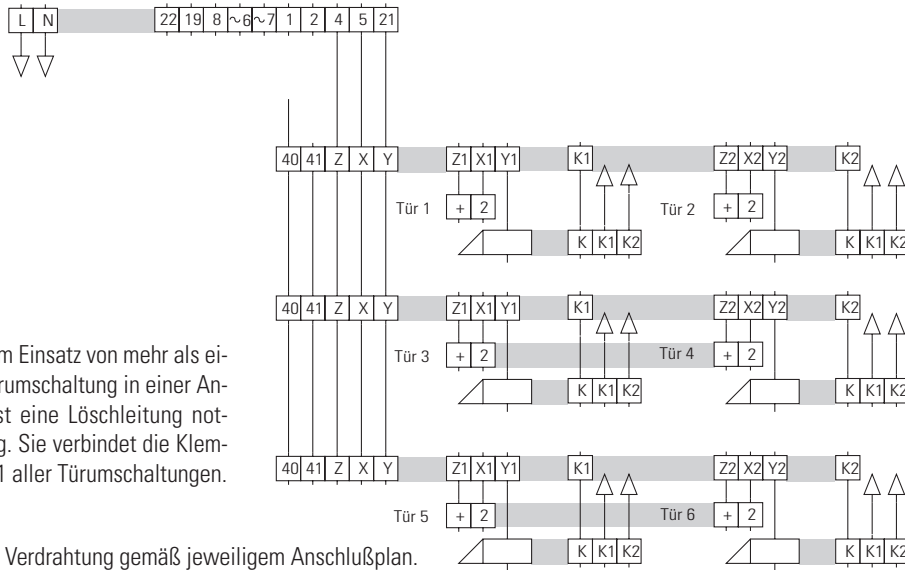 L N 22 19 8 ~6 ~7 1 2 4 5 21
40 41 Z X Y Z1 X1 Y1 K1 Z2 X2 Y2 K2
Tür 1 + 2 Tür 2 + 2
K K1 K2 K K1 K2
40 41 Z X Y Z1 X1 Y1 K1 Z2 X2 Y2 K2
m Einsatz von mehr als ei-
Tür 3 + 2 Tür 4 + 2
rumschaltung in einer An-
K K1 K2 K K1 K2
st eine Löschleitung not-
g. Sie verbindet die Klem-
40 41 Z X Y Z1 X1 Y1 K1 Z2 X2 Y2 K2
1 aller Türumschaltungen.
Tür 5 + 2 Tür 6 + 2
Verdrahtung gemäß jeweiligem Anschlußplan.
K K1 K2 K K1 K2